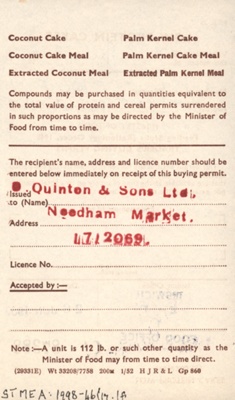 Coconut Cake Palm Kernel Cake
Coconut Cake Meal Palm Kernel Cake Meal
Extracted Coconut Meal Extracted Palm Kernel Meal
Compounds may be purchased in quantities equivalent to
the total value of protein and cereal permits surrendered
in such proportions as may be directed by the Minister of
Food from time to time.
The recipient's name, address and licence number should be
entered below immediately on receipt of this buying permit.
Issued Quinton & Sons Ltd.
to (Name)
Needham Market.
Address
17/2069.
Licence No.
Accepted by:—
Note:—A unit is 112 lb. or such other quantity as the
Minister of Food may from time to time direct.
(29331E) Wt 33208/7758 200m 1/52 H J R & L Gp 660
STMEA:1998-66/17.1A